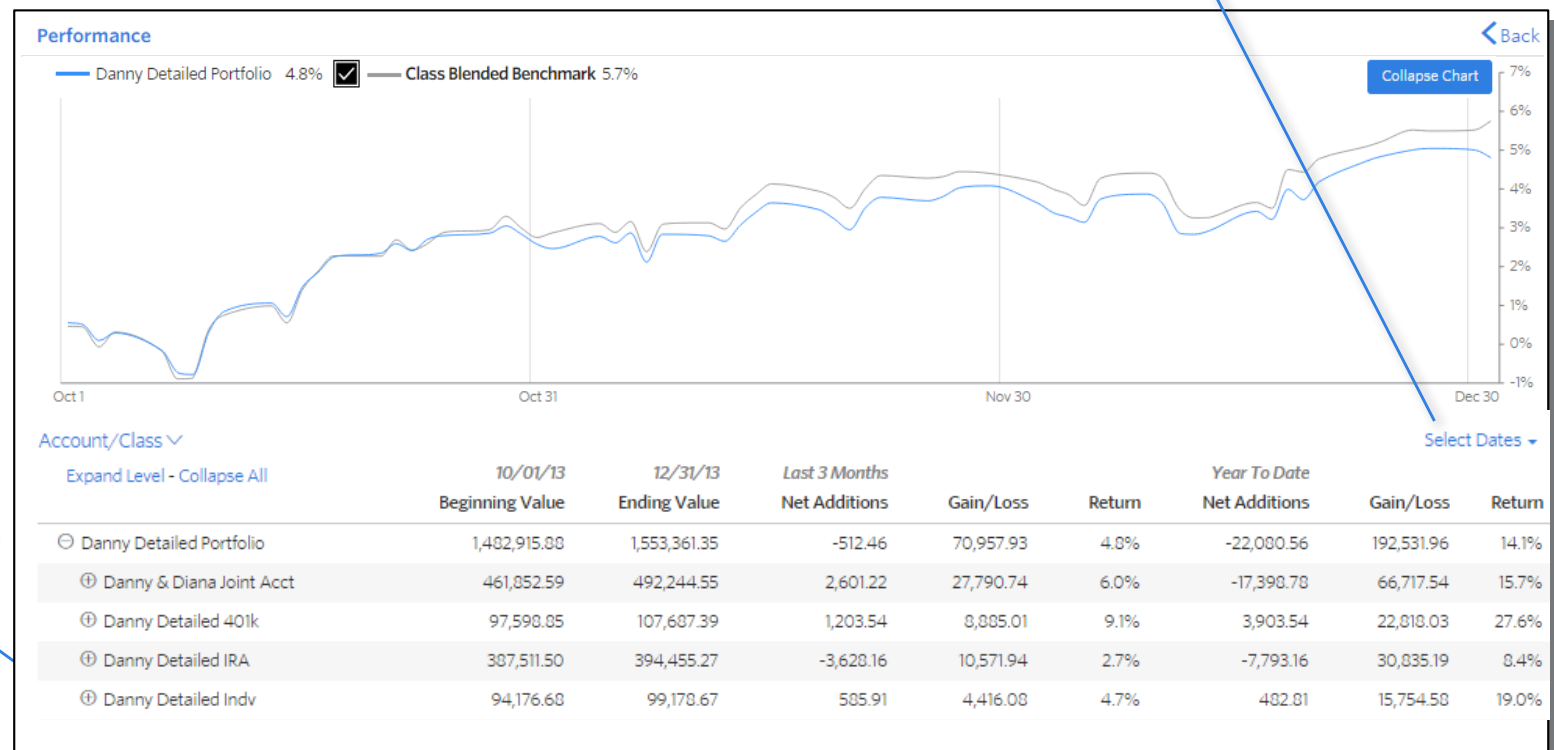 Performance
Back
Danny Detailed Portfolio 4.8% Class Blended Benchmark 5.7%
Collapse Chart
7%
6%
5%
4%
3%
2%
1%
0%
-1%
Oct 1 Oct 31 Nov 30 Dec 30
Account/Class Select Dates
Expand Level - Collapse All 10/01/13 12/31/13 Last 3 Months Year To Date
Beginning Value Ending Value Net Additions Gain/Loss Return Net Additions Gain/Loss Return
Danny Detailed Portfolio 1,482,915.88 1,553,361.35 -512.46 70,957.93 4.8% -22,080.56 192,531.96 14.1%
Danny & Diana Joint Acct 461,852.59 492,244.55 2,601.22 27,790.74 6.0% -17,398.78 66,717.54 15.7%
Danny Detailed 401k 97,598.85 107,687.39 1,203.54 8,885.01 9.1% 3,903.54 22,818.03 27.6%
Danny Detailed IRA 387,511.50 394,455.27 -3,628.16 10,571.94 2.7% -7,793.16 30,835.19 8.4%
Danny Detailed Indv 94,176.68 99,178.67 585.91 4,416.08 4.7% 482.81 15,754.58 19.0%